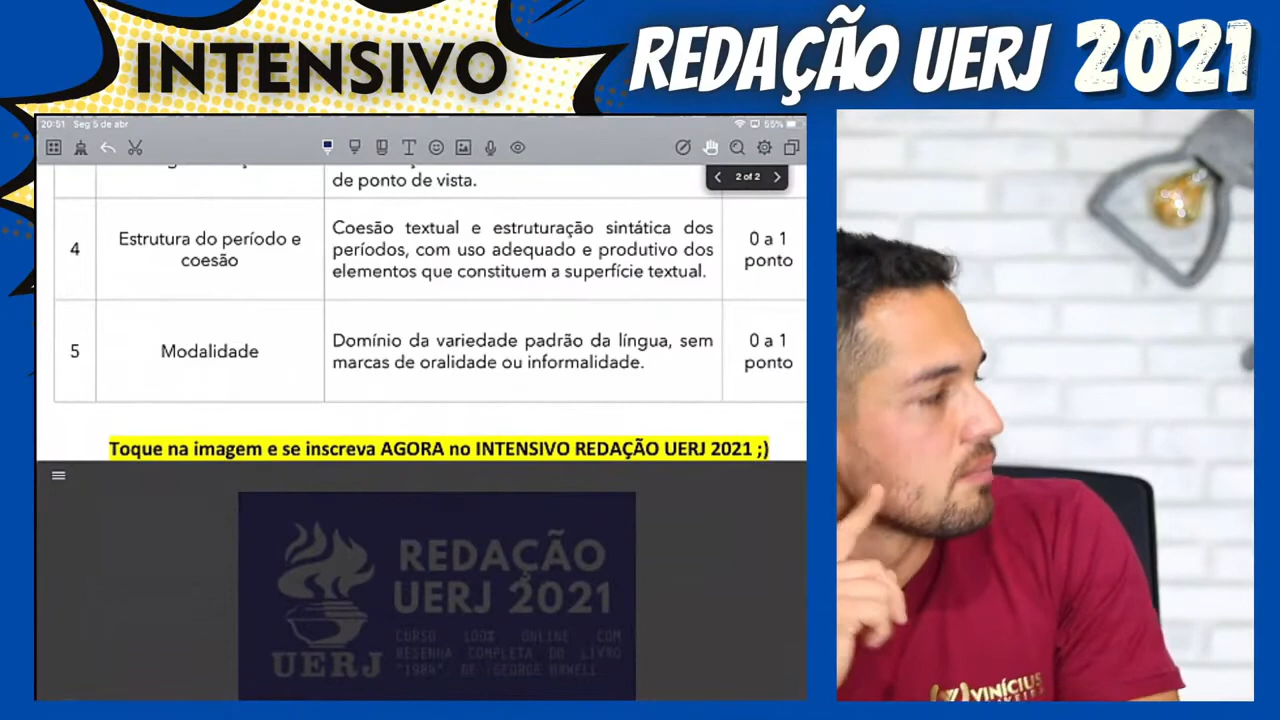 INTENSIVO
REDAÇÃO UERJ 2021
20:51 Seg 5 de abr
55%
2 of 2
de ponto de vista.
4
Estrutura do período e
coesão
Coesão textual e estruturação sintática dos
períodos, com uso adequado e produtivo dos
elementos que constituem a superfície textual.
0 a 1
ponto
5
Modalidade
Domínio da variedade padrão da língua, sem
marcas de oralidade ou informalidade.
0 a 1
ponto
Toque na imagem e se inscreva AGORA no INTENSIVO REDAÇÃO UERJ 2021 ;)
REDAÇÃO
UERJ 2021
CURSO 100% ONLINE COM
RESENHA COMPLETA DO LIVRO
"1984", DE GEORGE ORWELL
UERJ
VINÍCIUS